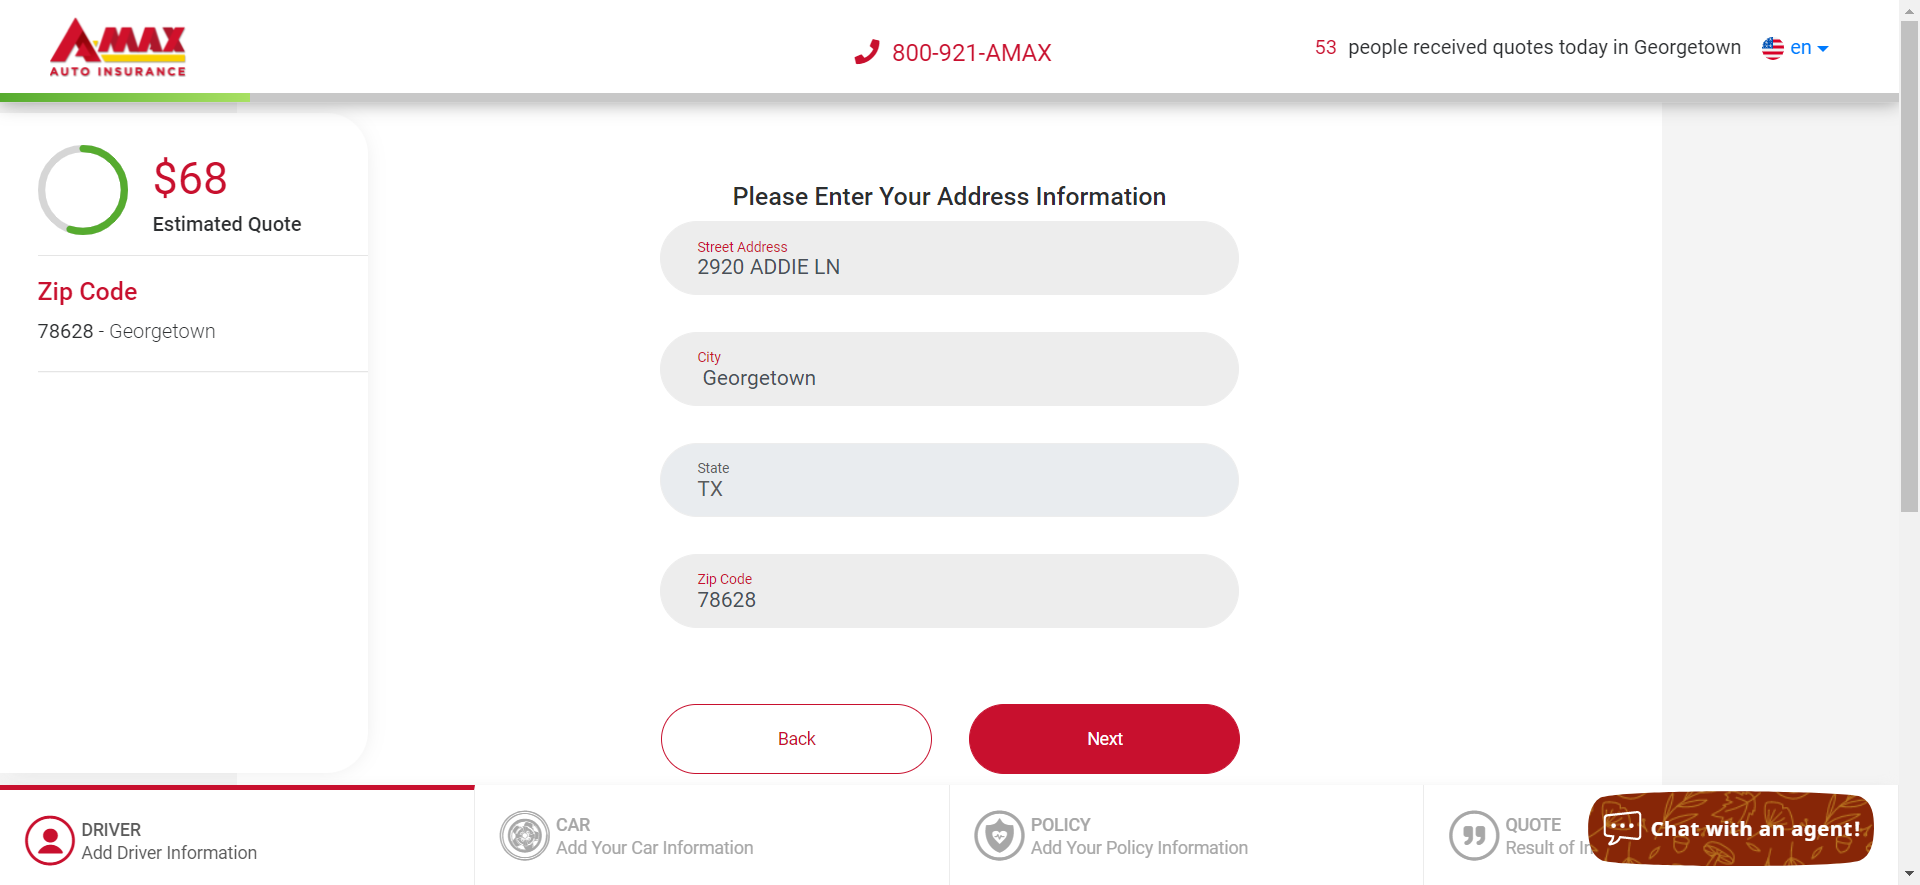 A-MAX
AUTO INSURANCE
800-921-AMAX
53 people received quotes today in Georgetown
en
$68
Estimated Quote
Zip Code
78628 - Georgetown
Please Enter Your Address Information
Street Address
2920 ADDIE LN
City
Georgetown
State
TX
Zip Code
78628
Back
Next
DRIVER
Add Driver Information
CAR
Add Your Car Information
POLICY
Add Your Policy Information
QUOTE
Result of In
Chat with an agent!